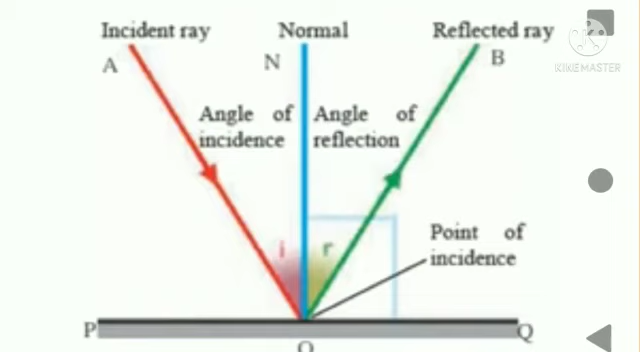 Incident ray
Normal
Reflected ray
A
N
B
KINEMASTER
Angle of
incidence
Angle of
reflection
i
r
Point of
incidence
P
Q
O